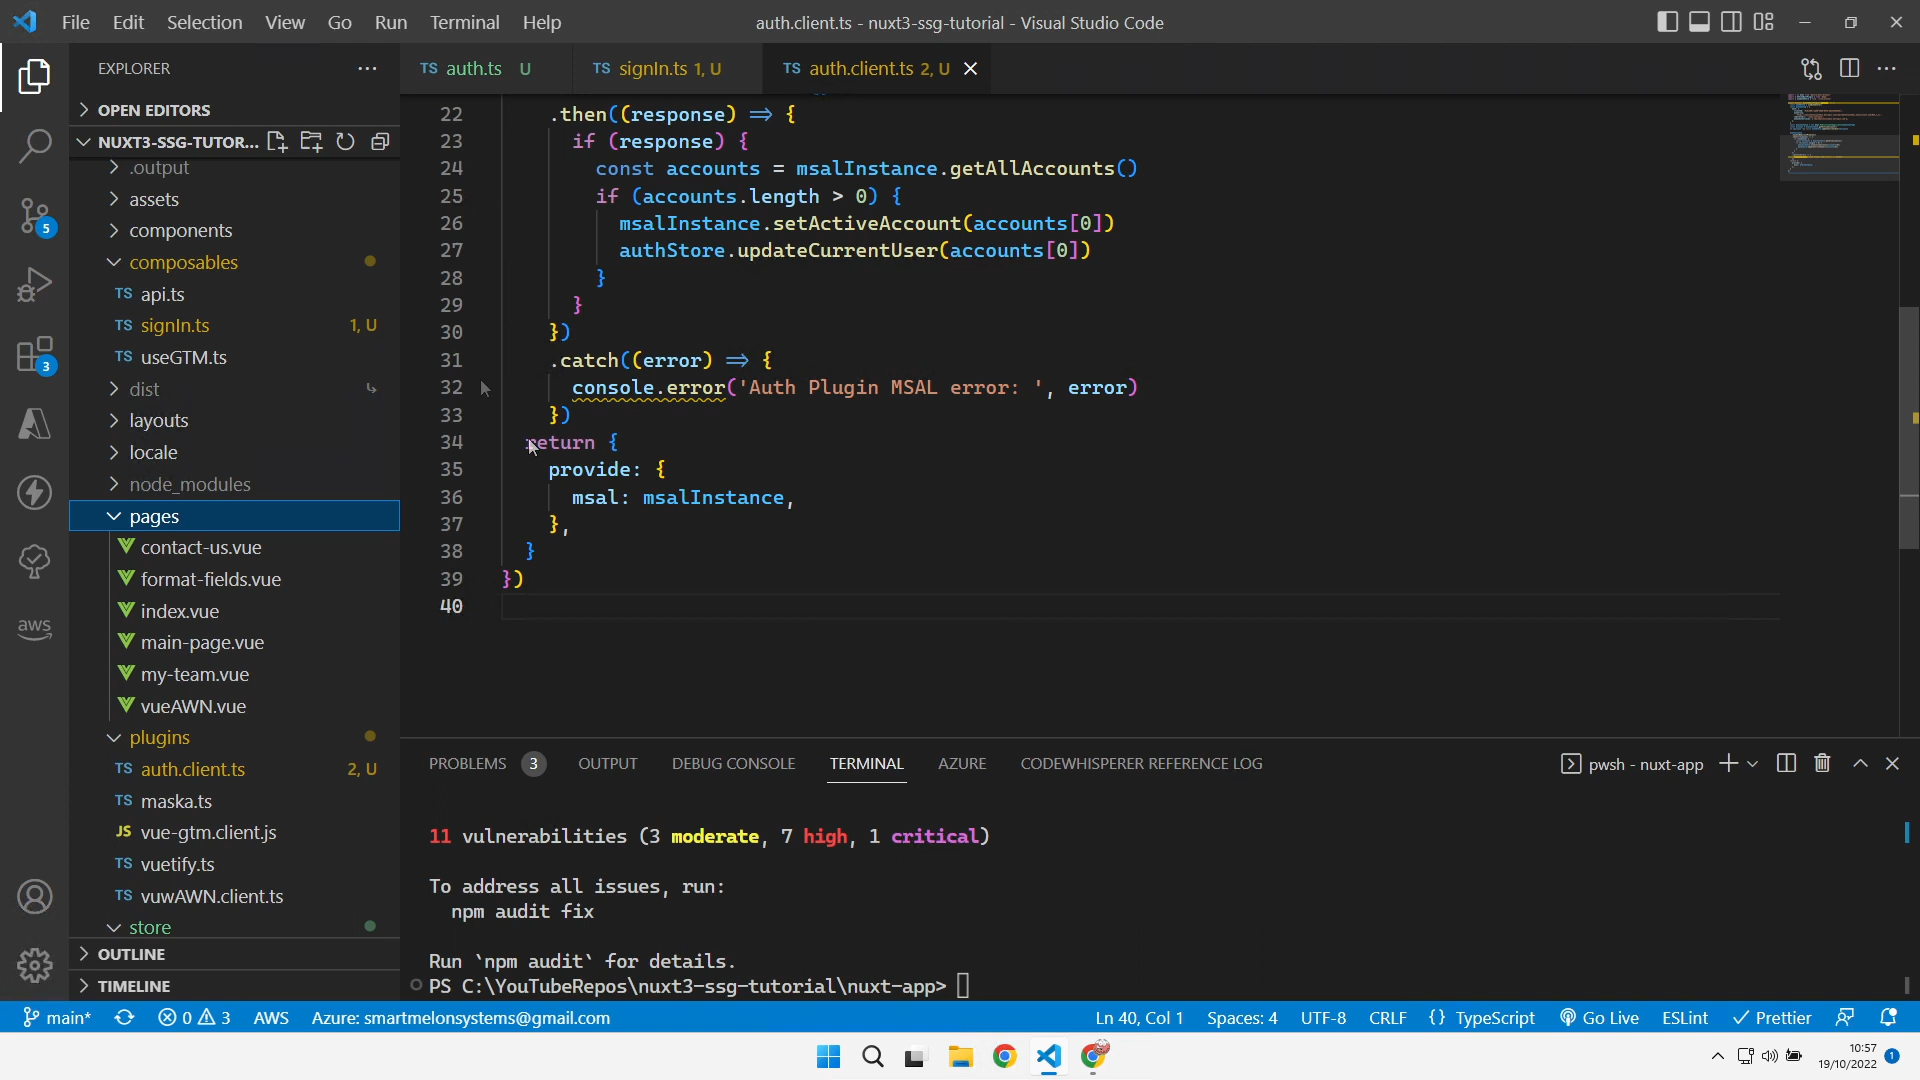 File Edit Selection View Go Run Terminal Help
auth.client.ts - nuxt3-ssg-tutorial - Visual Studio Code
EXPLORER
OPEN EDITORS
NUXT3-SSG-TUTOR...
.output
assets
components
composables
TS api.ts
TS signIn.ts 1, U
TS useGTM.ts
dist
layouts
locale
node_modules
pages
contact-us.vue
format-fields.vue
index.vue
main-page.vue
my-team.vue
vueAWN.vue
plugins
TS auth.client.ts 2, U
TS maska.ts
JS vue-gtm.client.js
TS vuetify.ts
TS vuwAWN.client.ts
store
OUTLINE
TIMELINE
5
3
aws
TS auth.ts U
TS signIn.ts 1, U
TS auth.client.ts 2, U
22 .then((response) => {
23 if (response) {
24 const accounts = msalInstance.getAllAccounts()
25 if (accounts.length > 0) {
26 msalInstance.setActiveAccount(accounts[0])
27 authStore.updateCurrentUser(accounts[0])
28 }
29 }
30 })
31 .catch((error) => {
32 console.error('Auth Plugin MSAL error: ', error)
33 })
34 return {
35 provide: {
36 msal: msalInstance,
37 },
38 }
39 })
40
PROBLEMS 3 OUTPUT DEBUG CONSOLE TERMINAL AZURE CODEWHISPERER REFERENCE LOG
pwsh - nuxt-app
11 vulnerabilities (3 moderate, 7 high, 1 critical)
To address all issues, run:
npm audit fix
Run `npm audit` for details.
PS C:\YouTubeRepos\nuxt3-ssg-tutorial\nuxt-app>
main* 0 3 AWS Azure: smartmelonsystems@gmail.com
Ln 40, Col 1 Spaces: 4 UTF-8 CRLF {} TypeScript Go Live ESLint Prettier
10:57
19/10/2022
1